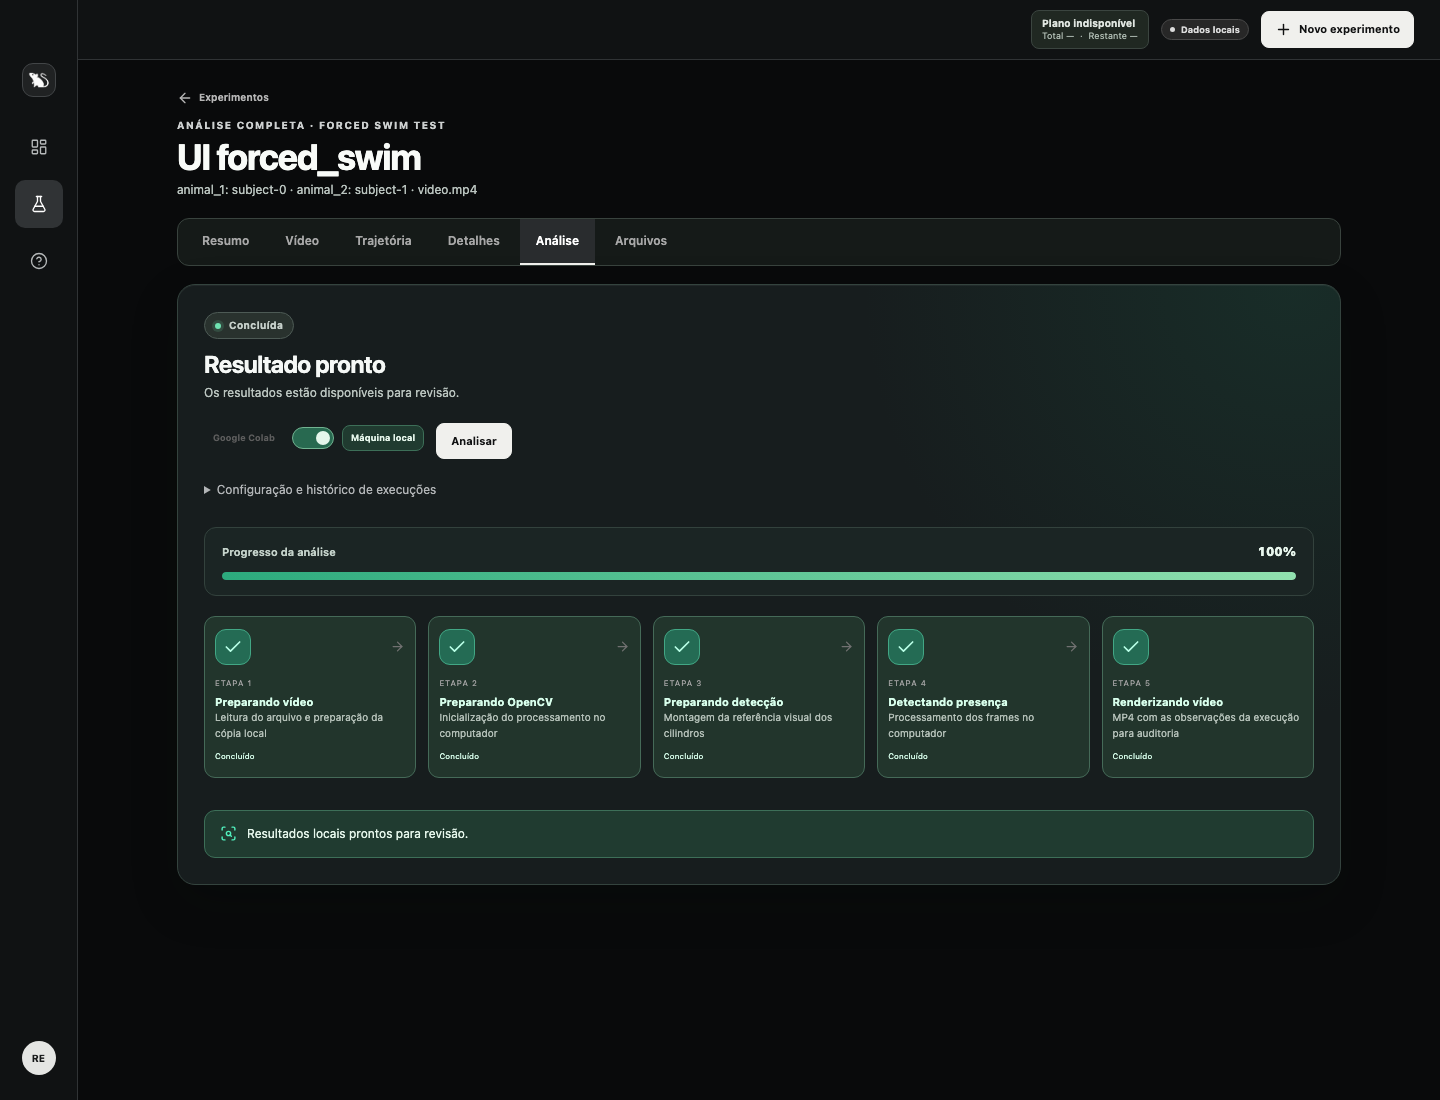 Plano indisponível
Total — · Restante —
Dados locais
Novo experimento
Experimentos
ANÁLISE COMPLETA · FORCED SWIM TEST
UI forced_swim
animal_1: subject-0 · animal_2: subject-1 · video.mp4
Resumo
Vídeo
Trajetória
Detalhes
Análise
Arquivos
Concluída
Resultado pronto
Os resultados estão disponíveis para revisão.
Google Colab
Máquina local
Analisar
Configuração e histórico de execuções
Progresso da análise
100%
ETAPA 1
Preparando vídeo
Leitura do arquivo e preparação da
cópia local
Concluído
ETAPA 2
Preparando OpenCV
Inicialização do processamento no
computador
Concluído
ETAPA 3
Preparando detecção
Montagem da referência visual dos
cilindros
Concluído
ETAPA 4
Detectando presença
Processamento dos frames no
computador
Concluído
ETAPA 5
Renderizando vídeo
MP4 com as observações da execução
para auditoria
Concluído
Resultados locais prontos para revisão.
RE